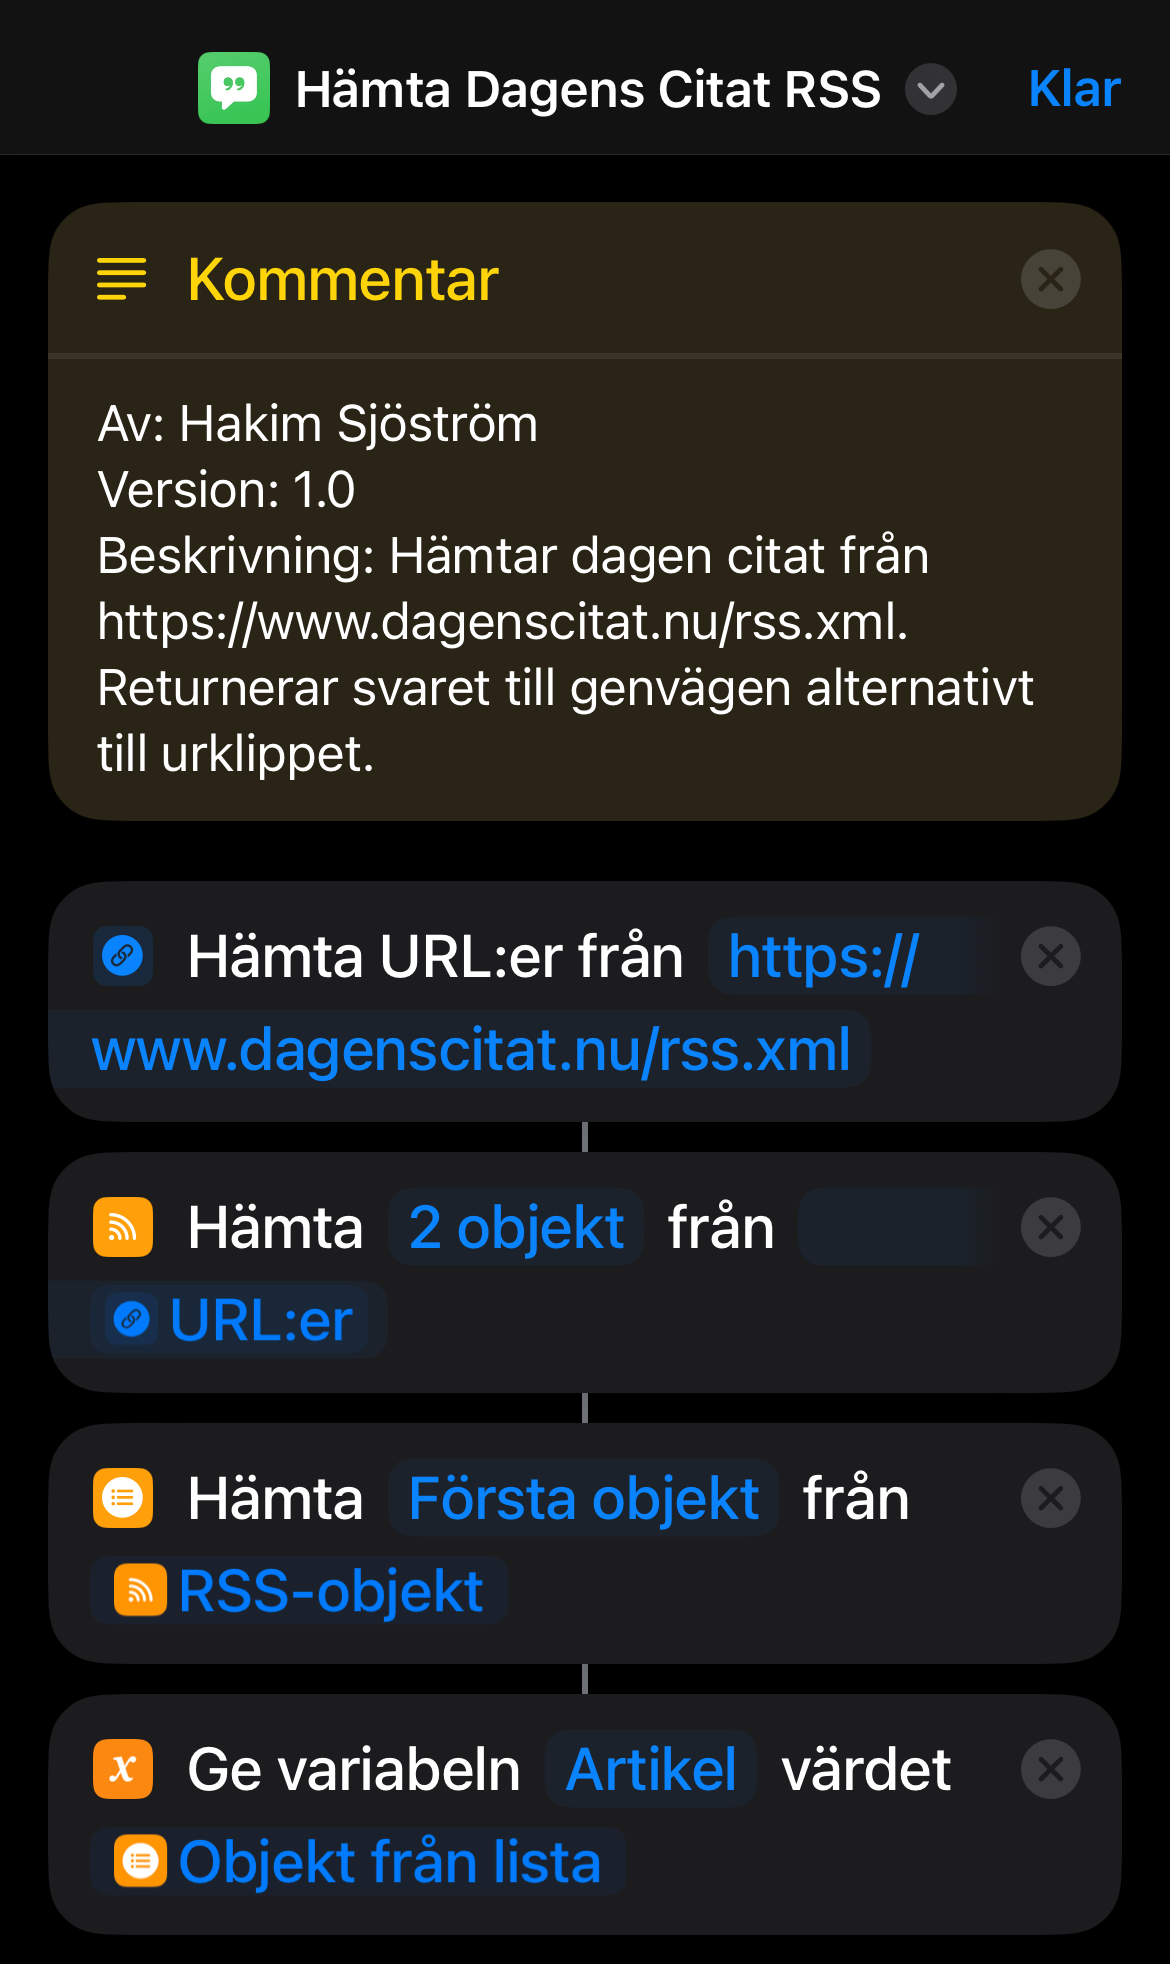 Hämta Dagens Citat RSS
Klar
Kommentar
Av: Hakim Sjöström
Version: 1.0
Beskrivning: Hämtar dagen citat från
https://www.dagenscitat.nu/rss.xml.
Returnerar svaret till genvägen alternativt
till urklippet.
Hämta URL:er från https://
www.dagenscitat.nu/rss.xml
Hämta 2 objekt från
URL:er
Hämta Första objekt från
RSS-objekt
Ge variabeln Artikel värdet
Objekt från lista